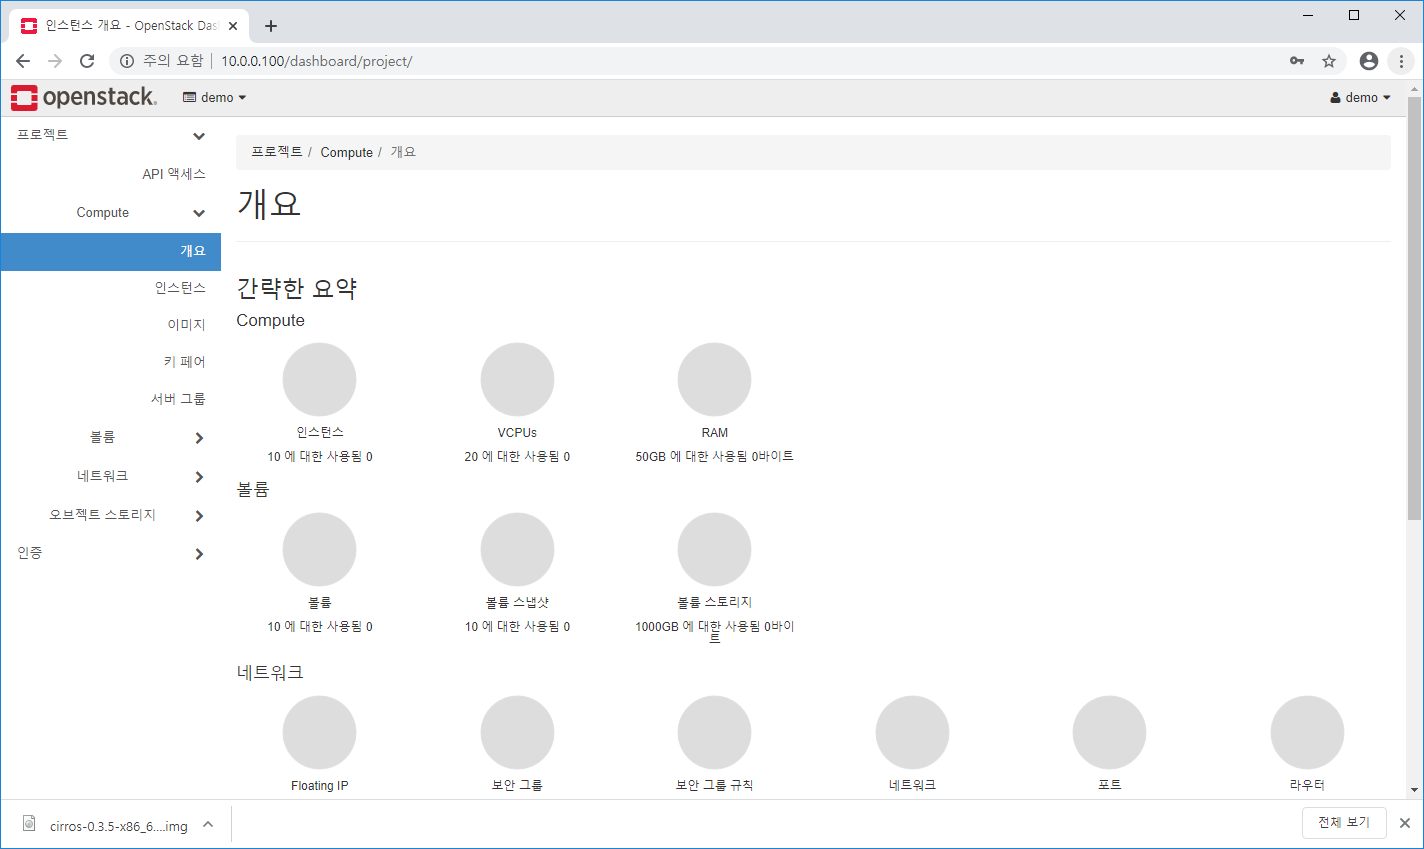 인스턴스 개요 - OpenStack Das
주의 요함 | 10.0.0.100/dashboard/project/
openstack. demo demo
프로젝트
API 액세스
Compute
개요
인스턴스
이미지
키 페어
서버 그룹
볼륨
네트워크
오브젝트 스토리지
인증
프로젝트 / Compute / 개요
개요
간략한 요약
Compute
인스턴스 VCPUs RAM
10 에 대한 사용됨 0 20 에 대한 사용됨 0 50GB 에 대한 사용됨 0바이트
볼륨
볼륨 볼륨 스냅샷 볼륨 스토리지
10 에 대한 사용됨 0 10 에 대한 사용됨 0 1000GB 에 대한 사용됨 0바이
트
네트워크
Floating IP 보안 그룹 보안 그룹 규칙 네트워크 포트 라우터
cirros-0.3.5-x86_6....img 전체 보기